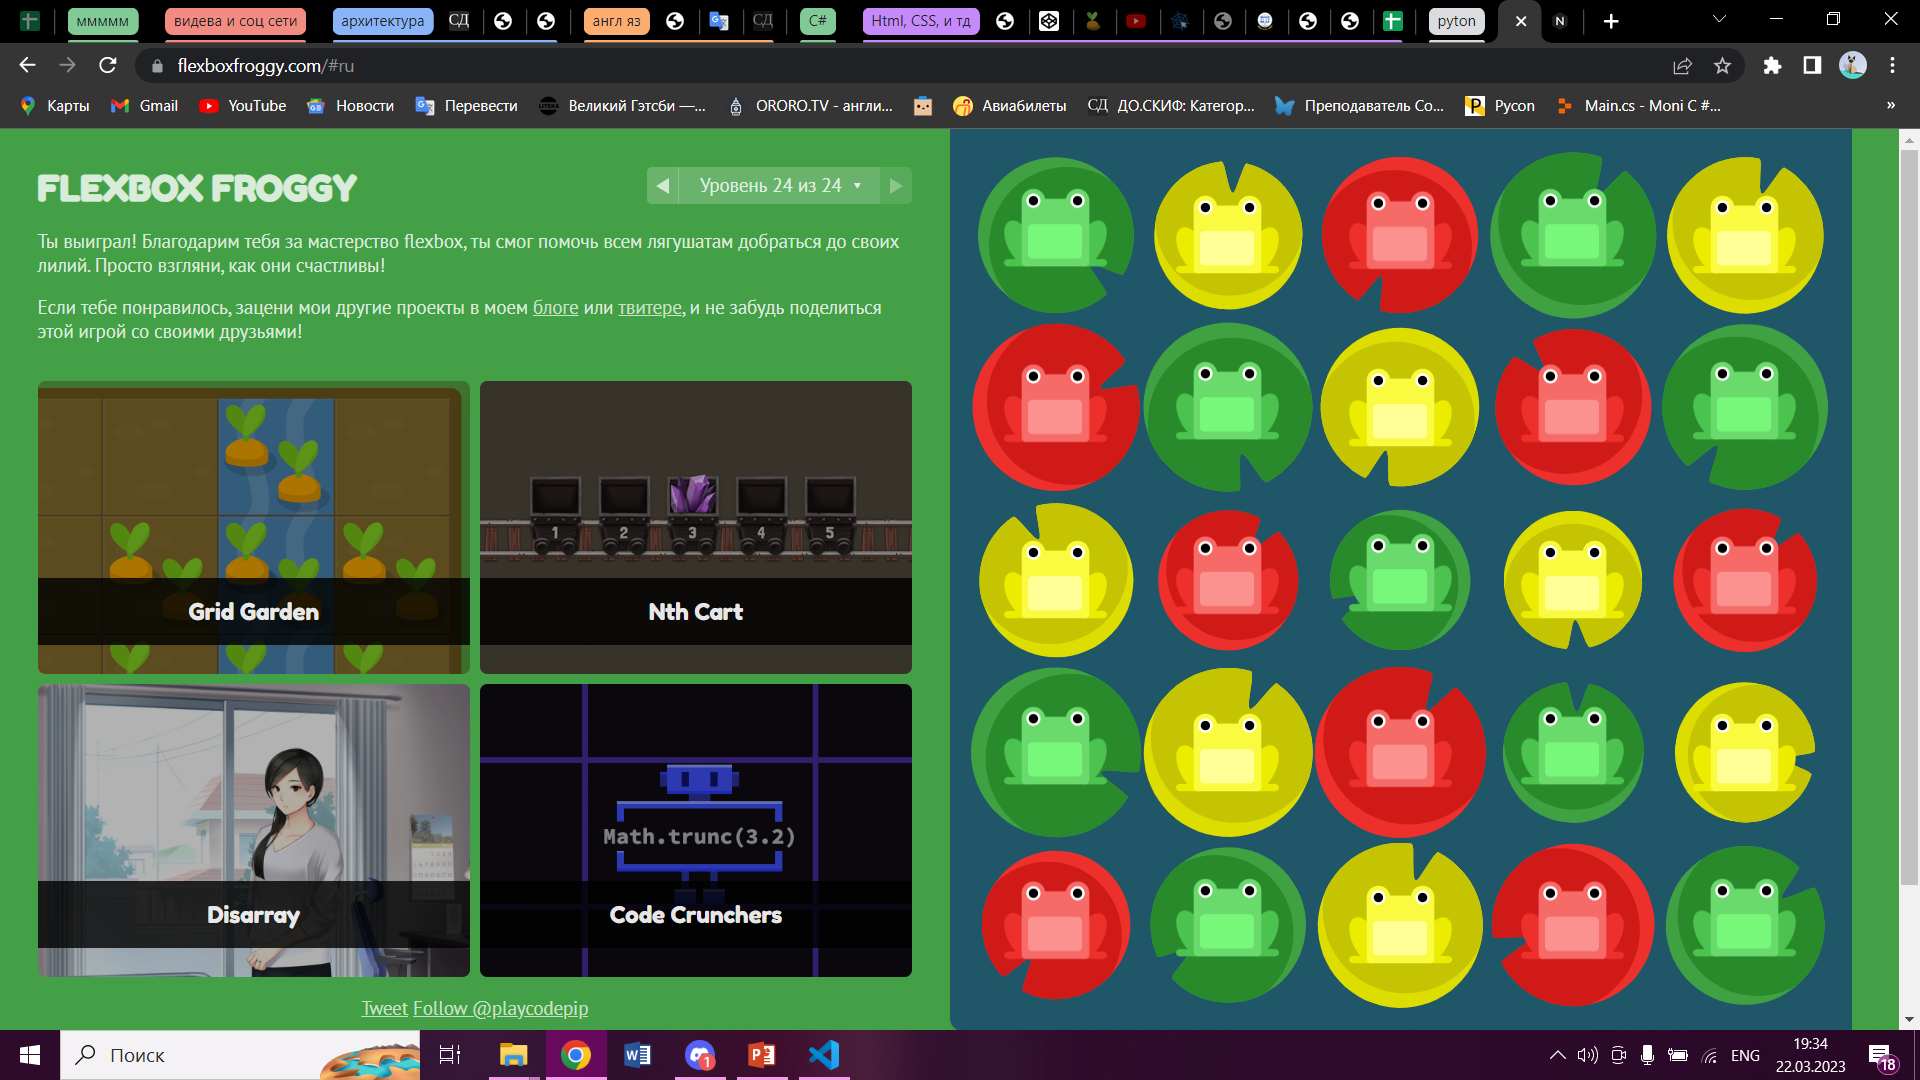 ммммм
видева и соц сети
архитектура
СД
англ яз
СД
C#
Html, CSS, и тд
pyton
N
flexboxfroggy.com/#ru
Карты
Gmail
YouTube
Новости
Перевести
Великий Гэтсби —...
ORORO.TV - англи...
Авиабилеты
СД ДО.СКИФ: Категор...
Преподаватель Со...
Pycon
Main.cs - Moni C #...
»
FLEXBOX FROGGY
Уровень 24 из 24
Ты выиграл! Благодарим тебя за мастерство flexbox, ты смог помочь всем лягушатам добраться до своих
лилий. Просто взгляни, как они счастливы!
Если тебе понравилось, зацени мои другие проекты в моем блоге или твитере, и не забудь поделиться
этой игрой со своими друзьями!
Grid Garden
1 2 3 4 5
Nth Cart
Disarray
Math.trunc(3.2)
Code Crunchers
Tweet Follow @playcodepip
Поиск
1
ENG
19:34
22.03.2023
18